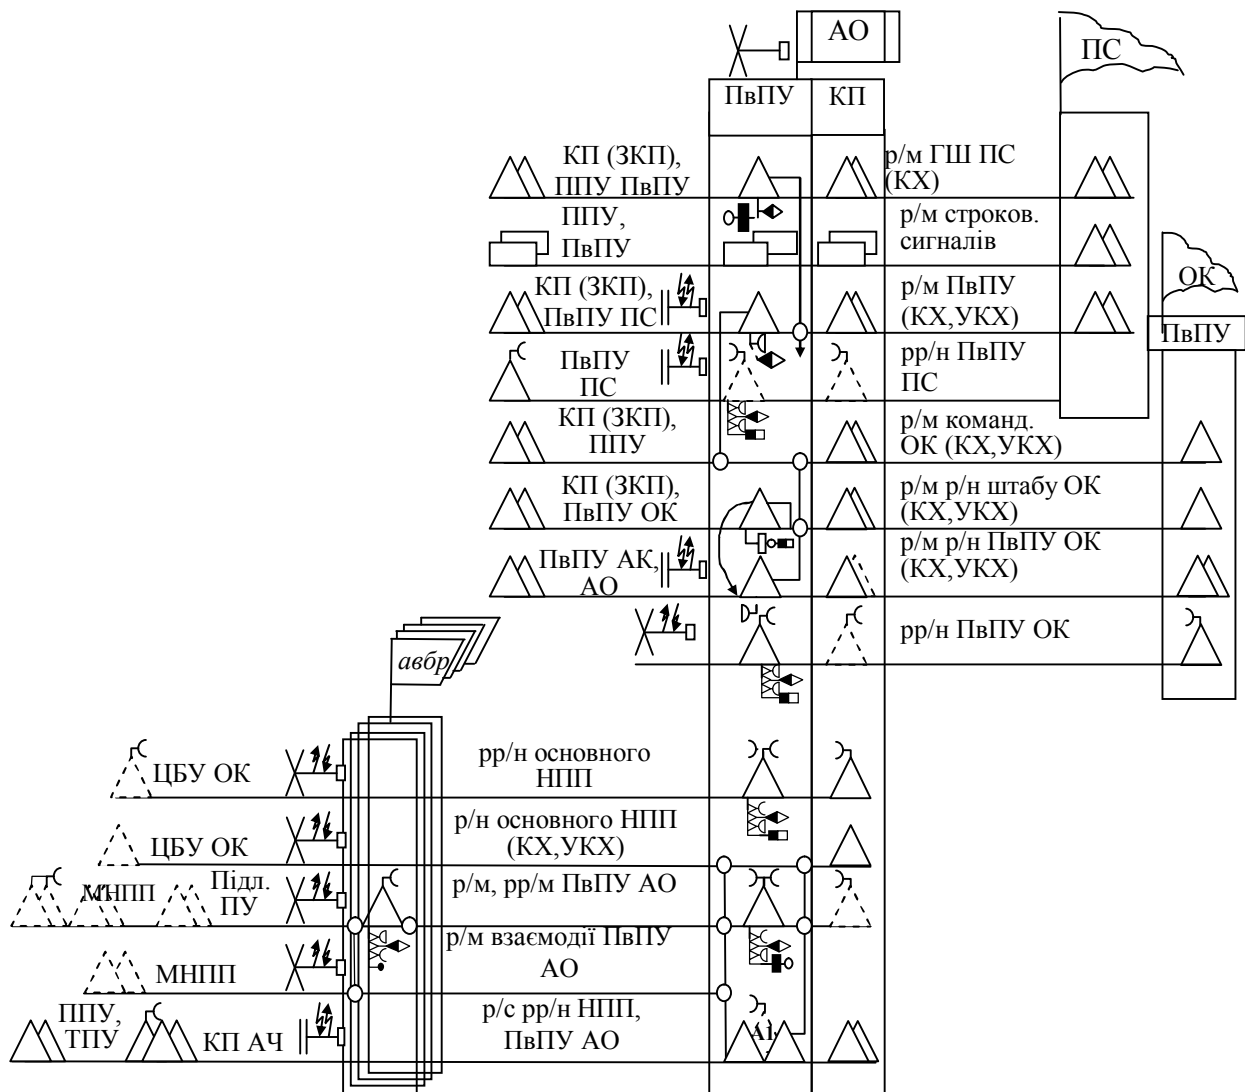 АО
ПС
ПвПУ
КП
КП (ЗКП),
ППУ ПвПУ
р/м ГШ ПС
(КХ)
ППУ,
ПвПУ
р/м строков.
сигналів
ОК
КП (ЗКП),
ПвПУ ПС
р/м ПвПУ
(КХ,УКХ)
ПвПУ
ПвПУ
ПС
рр/н ПвПУ
ПС
КП (ЗКП),
ППУ
р/м команд.
ОК (КХ,УКХ)
КП (ЗКП),
ПвПУ ОК
р/м р/н штабу ОК
(КХ,УКХ)
ПвПУ АК,
АО
р/м р/н ПвПУ ОК
(КХ,УКХ)
рр/н ПвПУ ОК
авбр
ЦБУ ОК
рр/н основного
НПП
ЦБУ ОК
р/н основного НПП
(КХ,УКХ)
МНПП
Підл.
ПУ
р/м, рр/м ПвПУ АО
МНПП
р/м взаємодії ПвПУ
АО
ППУ,
ТПУ
КП АЧ
р/с рр/н НПП,
ПвПУ АО